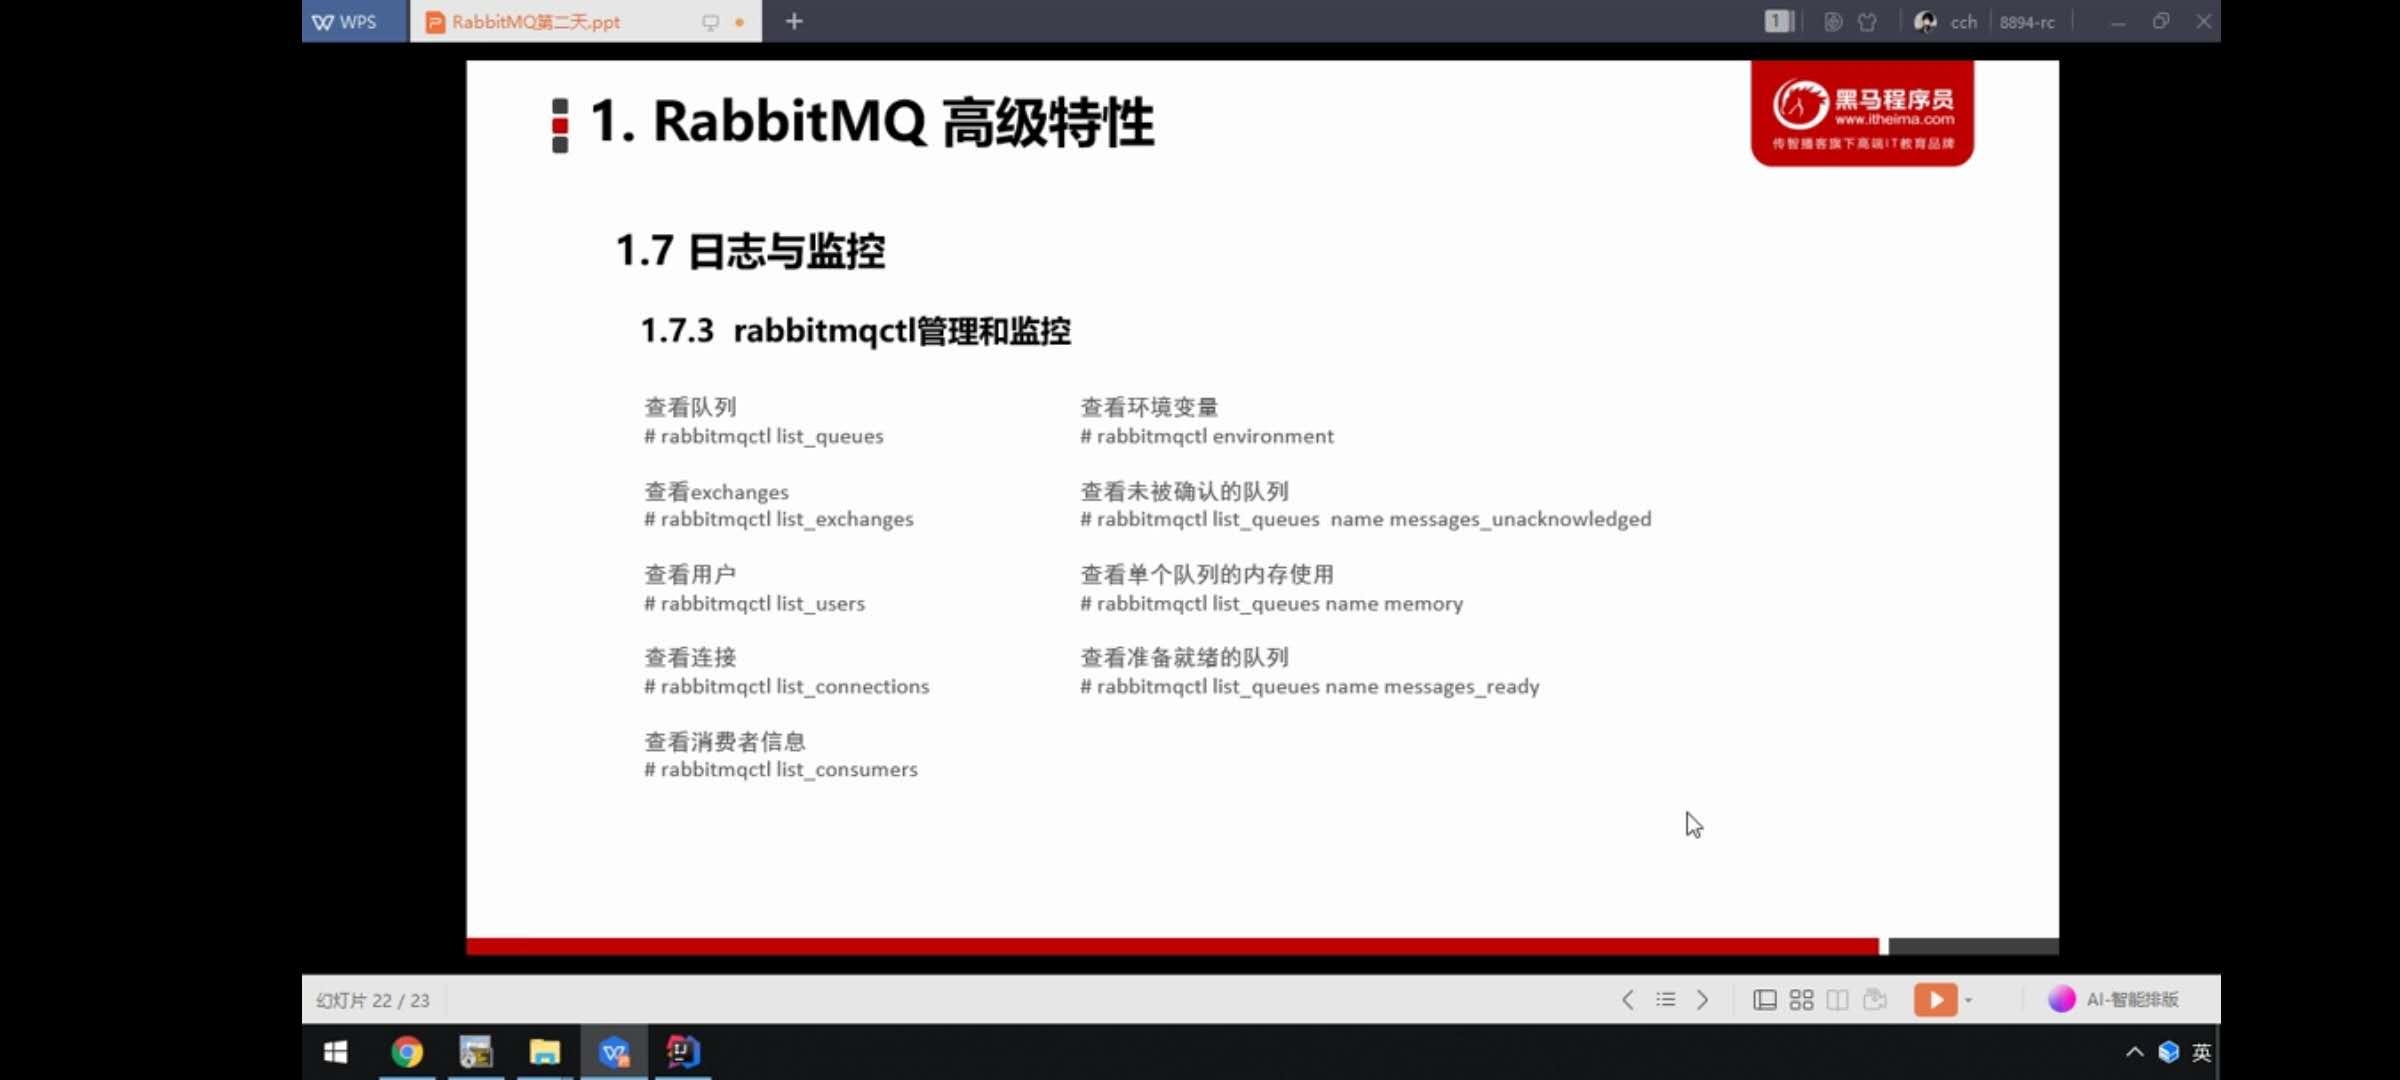 WPS
RabbitMQ第二天.ppt
1
cch
8894-rc
1. RabbitMQ 高级特性
黑马程序员
www.itheima.com
传智播客旗下高端IT教育品牌
1.7 日志与监控
1.7.3 rabbitmqctl管理和监控
查看队列
# rabbitmqctl list_queues
查看exchanges
# rabbitmqctl list_exchanges
查看用户
# rabbitmqctl list_users
查看连接
# rabbitmqctl list_connections
查看消费者信息
# rabbitmqctl list_consumers
查看环境变量
# rabbitmqctl environment
查看未被确认的队列
# rabbitmqctl list_queues  name messages_unacknowledged
查看单个队列的内存使用
# rabbitmqctl list_queues name memory
查看准备就绪的队列
# rabbitmqctl list_queues name messages_ready
幻灯片 22 / 23
AI-智能排版
英